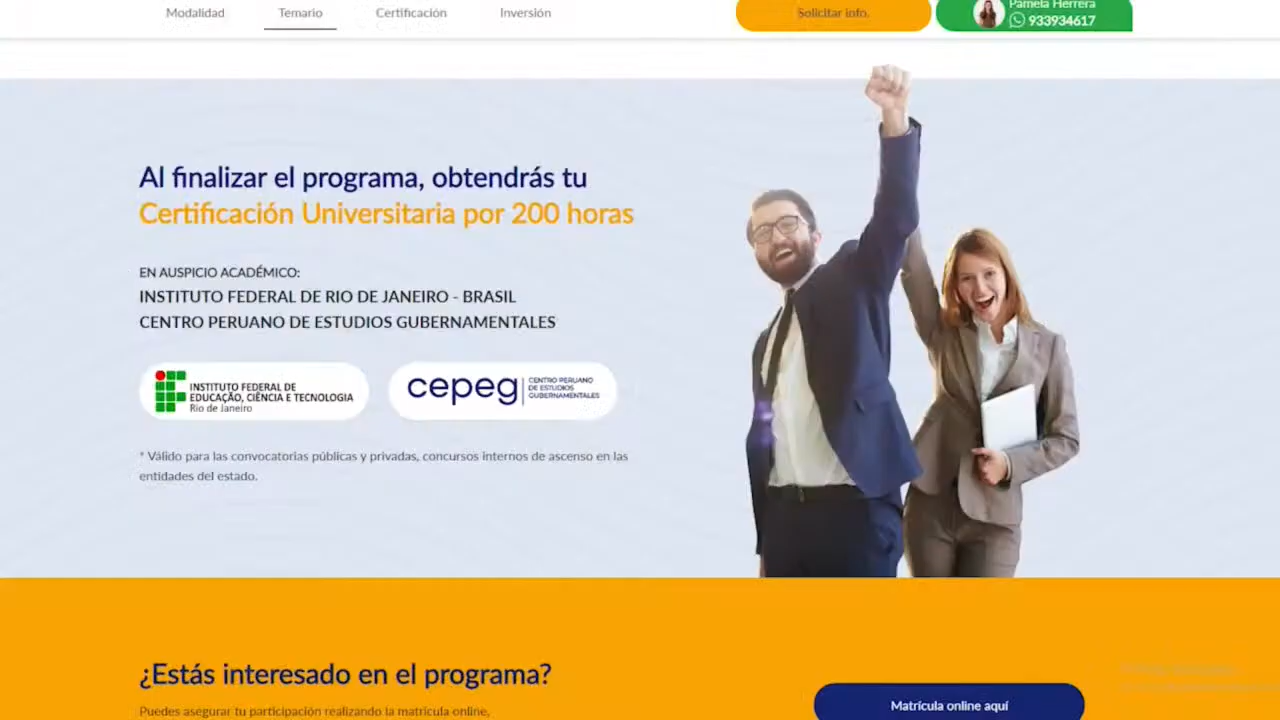 Modalidad
Temario
Certificación
Inversión
Solicitar info.
Pamela Herrera
933934617
Al finalizar el programa, obtendrás tu
Certificación Universitaria por 200 horas
EN AUSPICIO ACADÉMICO:
INSTITUTO FEDERAL DE RIO DE JANEIRO - BRASIL
CENTRO PERUANO DE ESTUDIOS GUBERNAMENTALES
INSTITUTO FEDERAL DE
EDUCAÇÃO, CIÊNCIA E TECNOLOGIA
Rio de Janeiro
cepeg
CENTRO PERUANO
DE ESTUDIOS
GUBERNAMENTALES
* Válido para las convocatorias públicas y privadas, concursos internos de ascenso en las
entidades del estado.
¿Estás interesado en el programa?
Puedes asegurar tu participación realizando la matricula online,
Matrícula online aquí